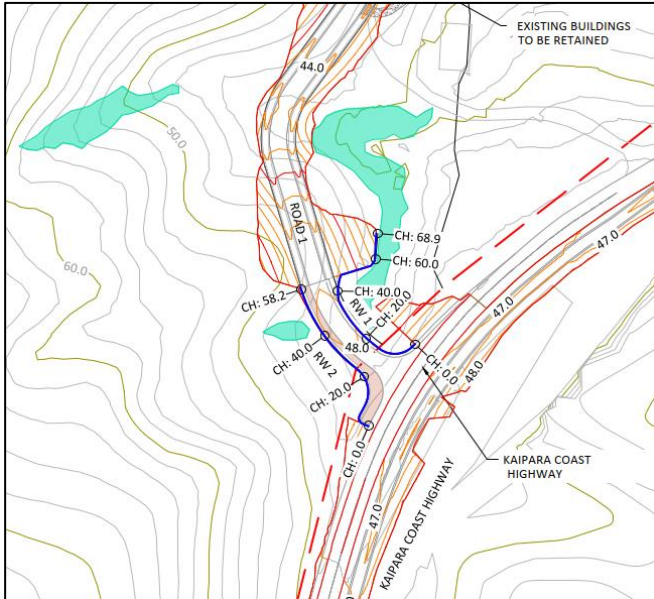 EXISTING BUILDINGS
TO BE RETAINED
44.0
50.0
ROAD 1
CH: 68.9
CH: 60.0
47.0
60.0
CH: 58.2
CH: 40.0
CH: 20.0
RW 1
47.0
48.0
CH: 40.0
RW 2
48.0
CH: 0.0
CH: 20.0
CH: 0.0
KAIPARA COAST
HIGHWAY
47.0
KAIPARA COAST HIGHWAY